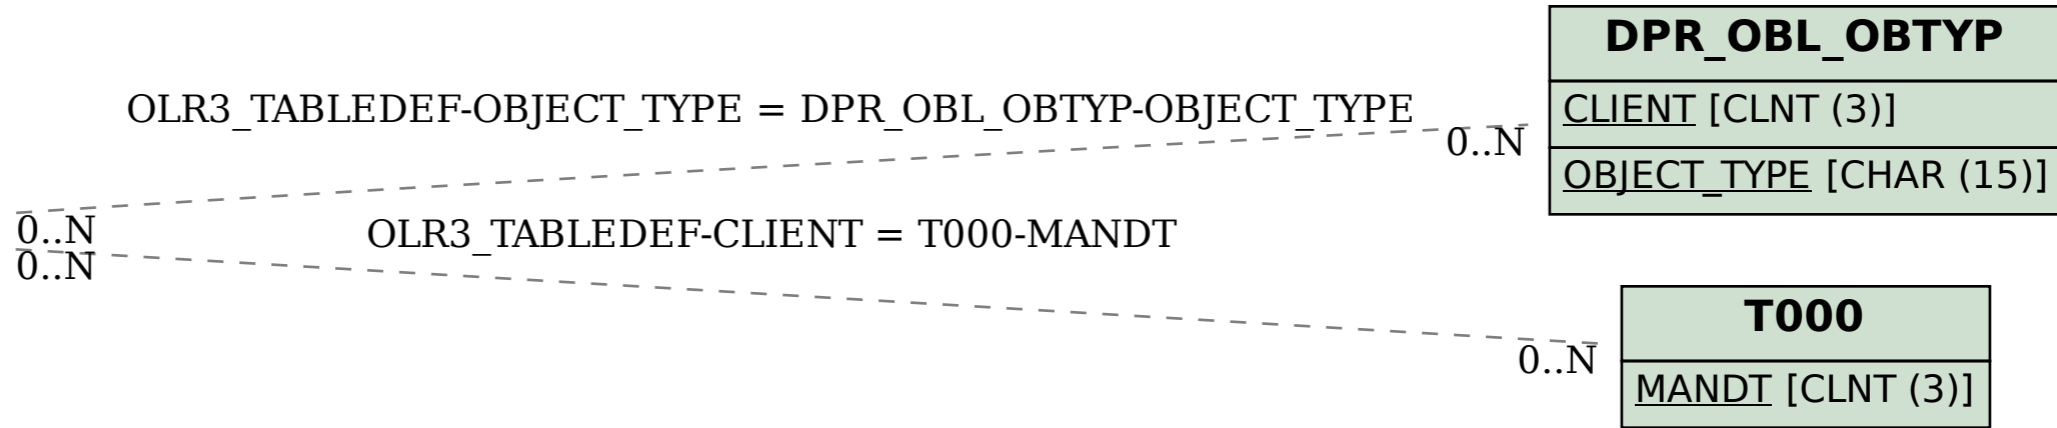 DPR_OBL_OBTYP
CLIENT [CLNT (3)]
OBJECT_TYPE [CHAR (15)]
OLR3_TABLEDEF-OBJECT_TYPE = DPR_OBL_OBTYP-OBJECT_TYPE
0..N
0..N
OLR3_TABLEDEF-CLIENT = T000-MANDT
0..N
0..N
T000
MANDT [CLNT (3)]